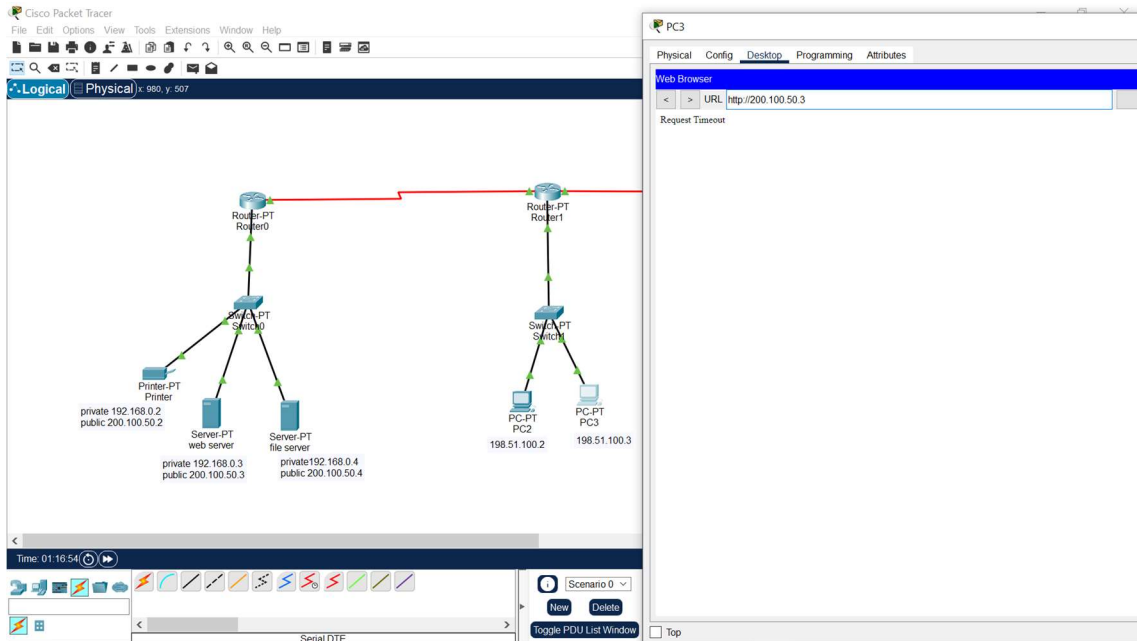 Cisco Packet Tracer
File Edit Options View Tools Extensions Window Help
Logical Physical x: 980, y: 507
Router-PT
Router0
Router-PT
Router1
Switch-PT
Switch0
Switch-PT
Switch1
Printer-PT
Printer
private 192.168.0.2
public 200.100.50.2
Server-PT
web server
private 192.168.0.3
public 200.100.50.3
Server-PT
file server
private192.168.0.4
public 200.100.50.4
PC-PT
PC2
198.51.100.2
PC-PT
PC3
198.51.100.3
Time: 01:16:54
Scenario 0
New Delete
Toggle PDU List Window
Serial DTE
PC3
Physical Config Desktop Programming Attributes
Web Browser
< > URL http://200.100.50.3
Request Timeout
Top